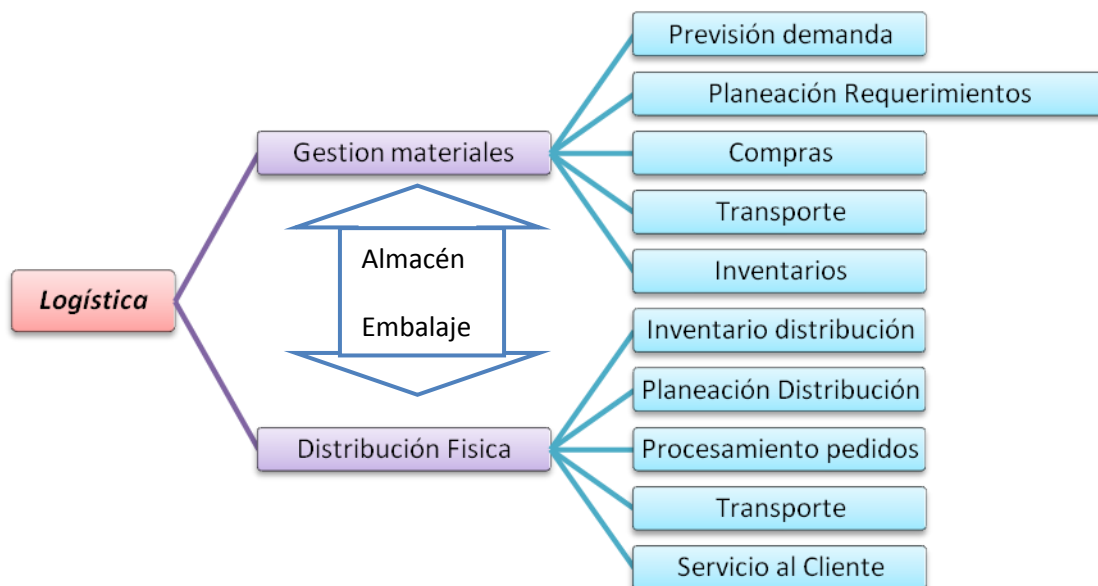 Previsión demanda
Planeación Requerimientos
Gestion materiales
Compras
Transporte
Inventarios
Almacén
Embalaje
Logística
Inventario distribución
Planeación Distribución
Distribución Fisica
Procesamiento pedidos
Transporte
Servicio al Cliente